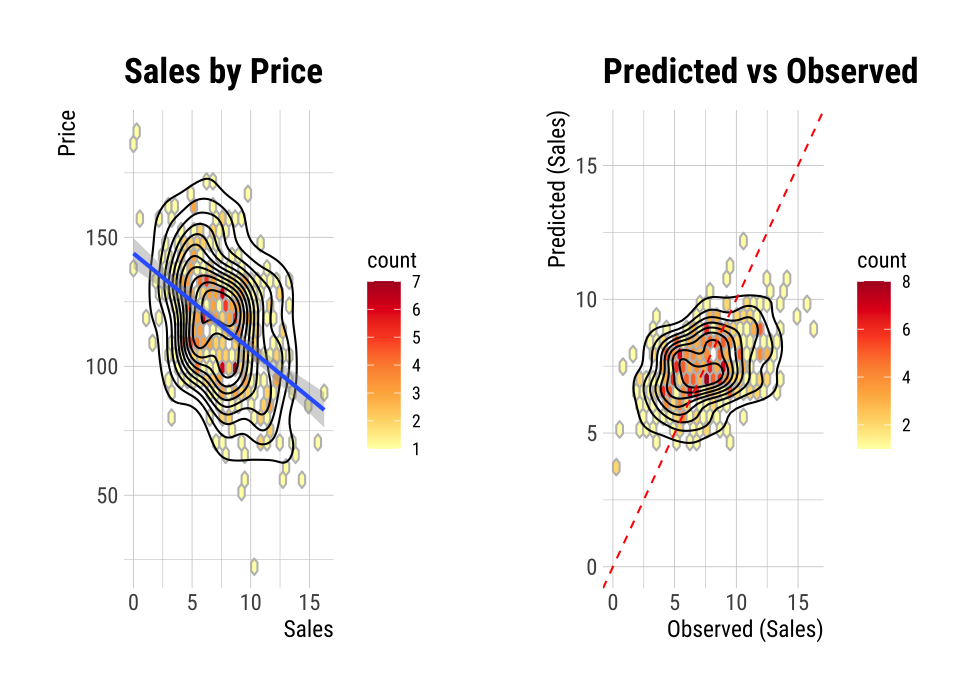 Sales by Price
Price
150
100
50
0 5 10 15
Sales
count
7
6
5
4
3
2
1
Predicted vs Observed
Predicted (Sales)
15
10
5
0
0 5 10 15
Observed (Sales)
count
8
6
4
2